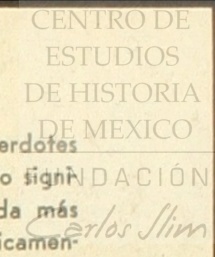 CENTRO DE
ESTUDIOS
DE HISTORIA
DE MEXICO
erdotes
o signi-
FUNDACIÓN
da más
Carlos Slim
icamen-